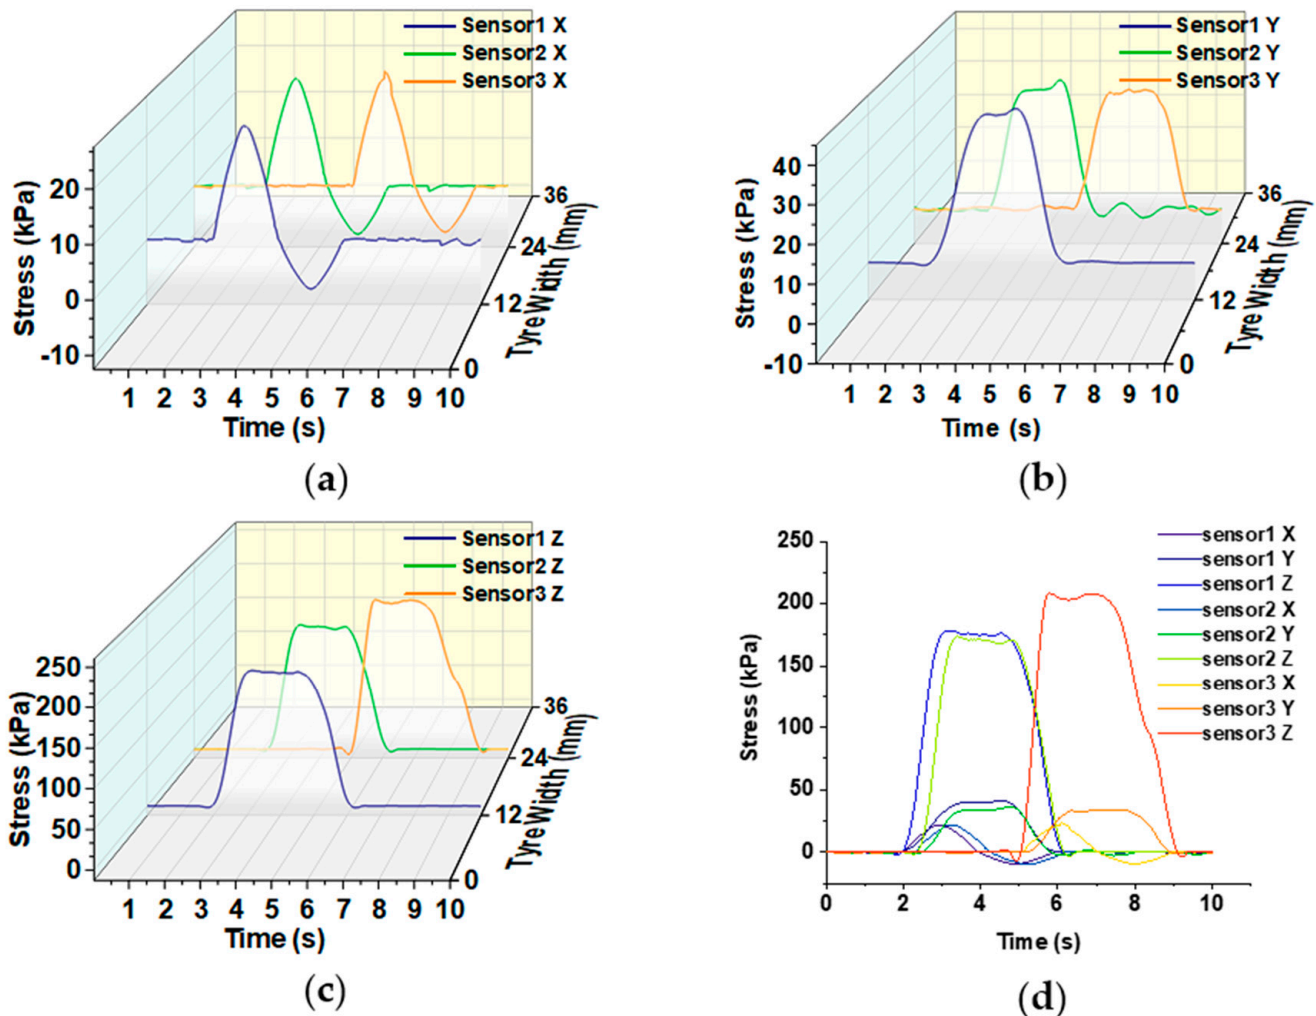 Sensor1 X
Sensor2 X
Sensor3 X
Stress (kPa)
20
10
0
-10
1 2 3 4 5 6 7 8 9 10
Time (s)
0
12
24
36
Tyre Width (mm)
(a)
Sensor1 Y
Sensor2 Y
Sensor3 Y
Stress (kPa)
40
30
20
10
0
-10
1 2 3 4 5 6 7 8 9 10
Time (s)
0
12
24
36
Tyre Width (mm)
(b)
Sensor1 Z
Sensor2 Z
Sensor3 Z
Stress (kPa)
250
200
150
100
50
0
1 2 3 4 5 6 7 8 9 10
Time (s)
0
12
24
36
Tyre Width (mm)
(c)
sensor1 X
sensor1 Y
sensor1 Z
sensor2 X
sensor2 Y
sensor2 Z
sensor3 X
sensor3 Y
sensor3 Z
Stress (kPa)
250
200
150
100
50
0
0 2 4 6 8 10
Time (s)
(d)